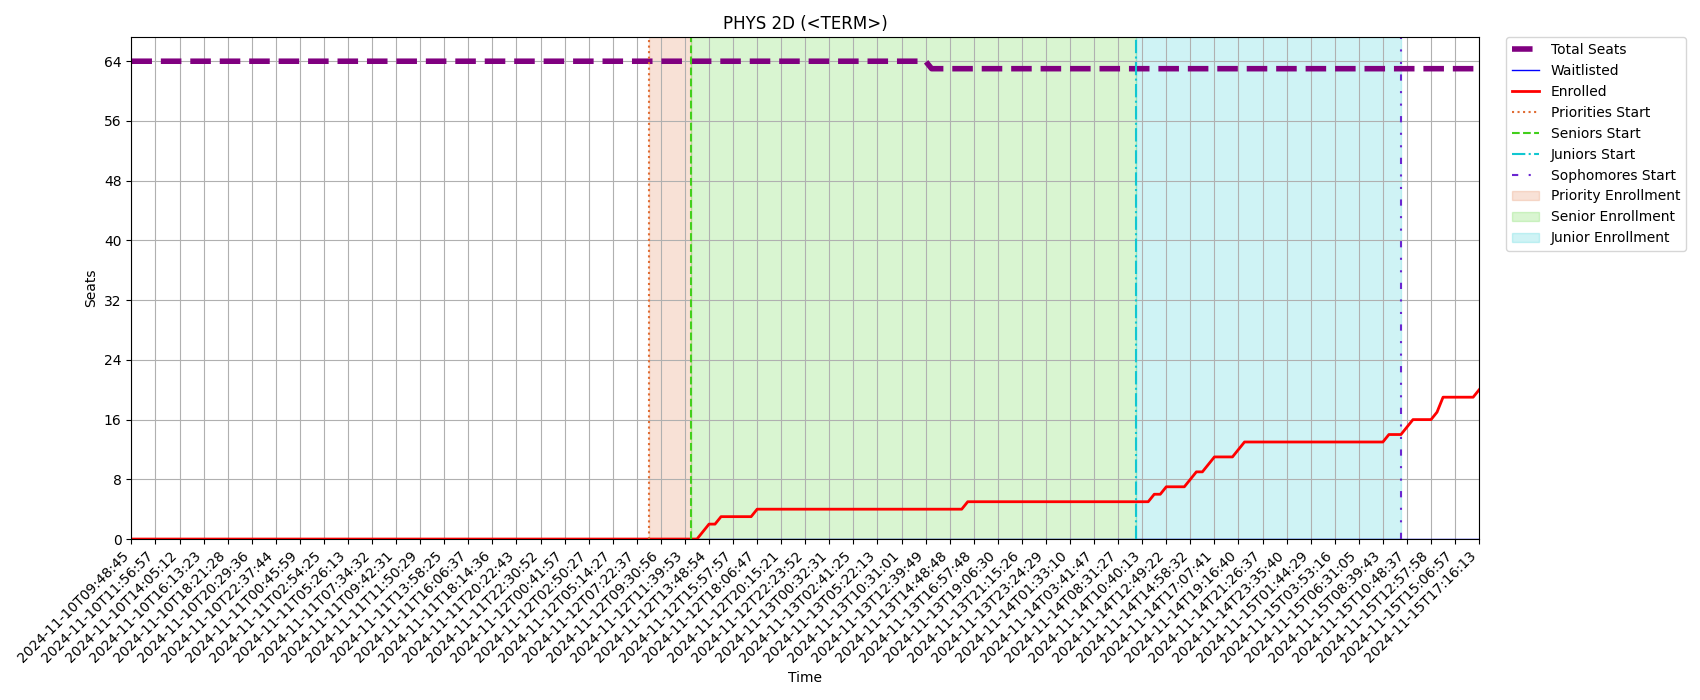 PHYS 2D (<TERM>)
Total Seats
Waitlisted
Enrolled
Priorities Start
Seniors Start
Juniors Start
Sophomores Start
Priority Enrollment
Senior Enrollment
Junior Enrollment
Seats
64
56
48
40
32
24
16
8
0
2024-11-10T09:48:45
2024-11-10T11:56:57
2024-11-10T14:05:12
2024-11-10T16:13:23
2024-11-10T18:21:28
2024-11-10T20:29:36
2024-11-10T22:37:44
2024-11-11T00:45:59
2024-11-11T02:54:25
2024-11-11T05:26:13
2024-11-11T07:34:32
2024-11-11T09:42:31
2024-11-11T11:50:29
2024-11-11T13:58:25
2024-11-11T16:06:37
2024-11-11T18:14:36
2024-11-11T20:22:43
2024-11-11T22:30:52
2024-11-12T00:41:57
2024-11-12T02:50:27
2024-11-12T05:14:27
2024-11-12T07:22:37
2024-11-12T09:30:56
2024-11-12T11:39:53
2024-11-12T13:48:54
2024-11-12T15:57:57
2024-11-12T18:06:47
2024-11-12T20:15:21
2024-11-12T22:23:52
2024-11-13T00:32:31
2024-11-13T02:41:25
2024-11-13T05:22:13
2024-11-13T10:31:01
2024-11-13T12:39:49
2024-11-13T14:48:48
2024-11-13T16:57:48
2024-11-13T19:06:30
2024-11-13T21:15:26
2024-11-13T23:24:29
2024-11-14T01:33:10
2024-11-14T03:41:47
2024-11-14T08:31:27
2024-11-14T10:40:13
2024-11-14T12:49:22
2024-11-14T14:58:32
2024-11-14T17:07:41
2024-11-14T19:16:40
2024-11-14T21:26:37
2024-11-14T23:35:40
2024-11-15T01:44:29
2024-11-15T03:53:16
2024-11-15T06:31:05
2024-11-15T08:39:43
2024-11-15T10:48:37
2024-11-15T12:57:58
2024-11-15T15:06:57
2024-11-15T17:16:13
Time